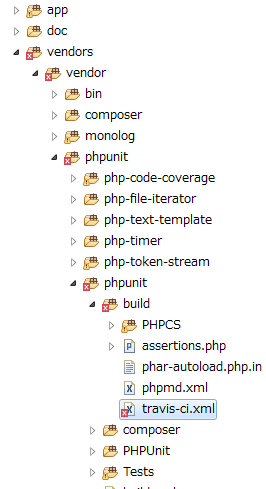 app
doc
vendors
vendor
bin
composer
monolog
phpunit
php-code-coverage
php-file-iterator
php-text-template
php-timer
php-token-stream
phpunit
build
PHPCS
assertions.php
phar-autoload.php.in
phpmd.xml
travis-ci.xml
composer
PHPUnit
Tests